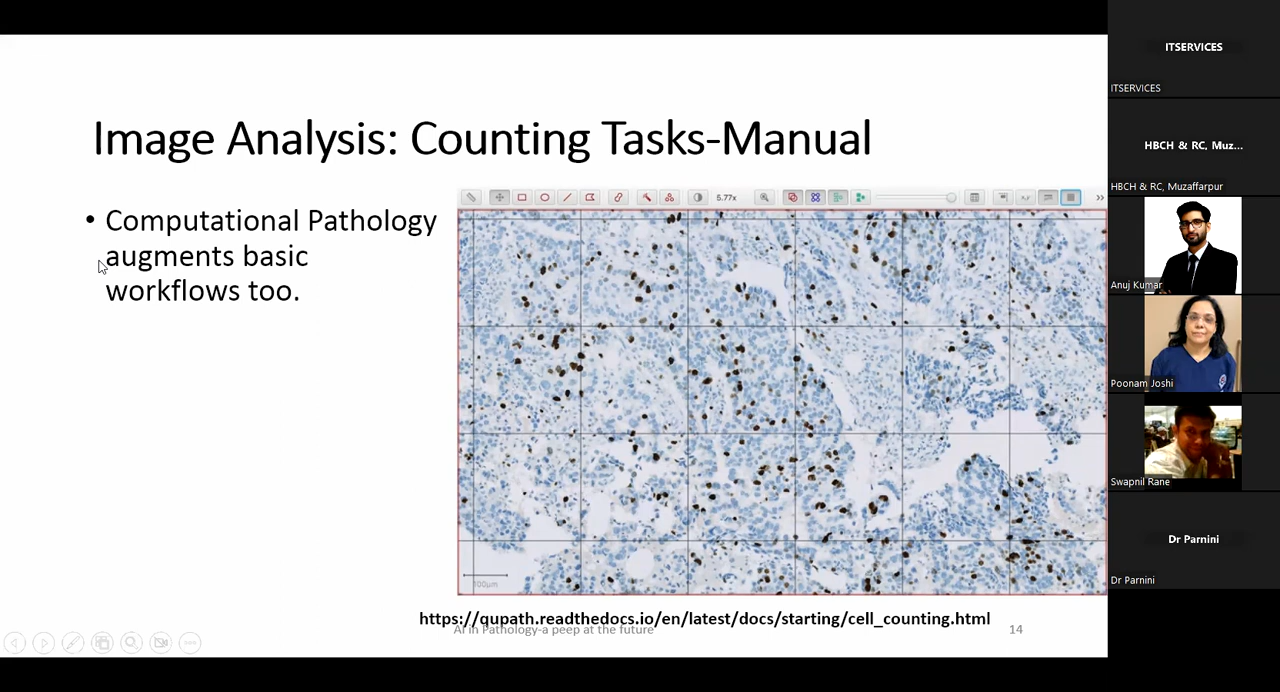 Image Analysis: Counting Tasks-Manual
• Computational Pathology
augments basic
workflows too.
5.77x
100µm
https://qupath.readthedocs.io/en/latest/docs/starting/cell_counting.html
AI in Pathology-a peep at the future
14
ITSERVICES
ITSERVICES
HBCH & RC, Muz...
HBCH & RC, Muzaffarpur
Anuj Kumar
Poonam Joshi
Swapnil Rane
Dr Parnini
Dr Parnini